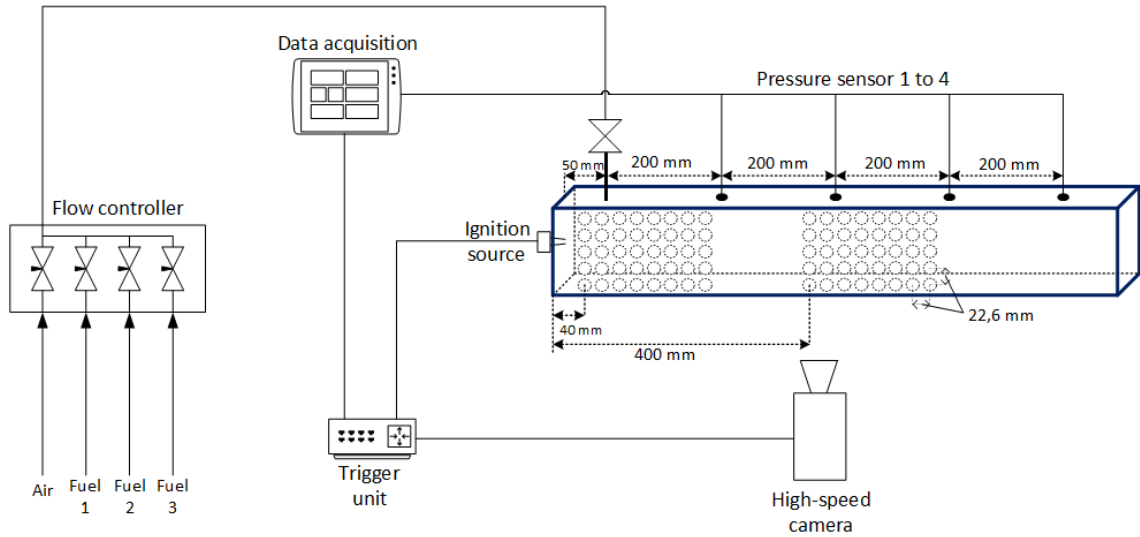 Data acquisition
Pressure sensor 1 to 4
50 mm
200 mm
200 mm
200 mm
200 mm
Flow controller
Ignition
source
40 mm
400 mm
22,6 mm
Air
Fuel
1
Fuel
2
Fuel
3
Trigger
unit
High-speed
camera